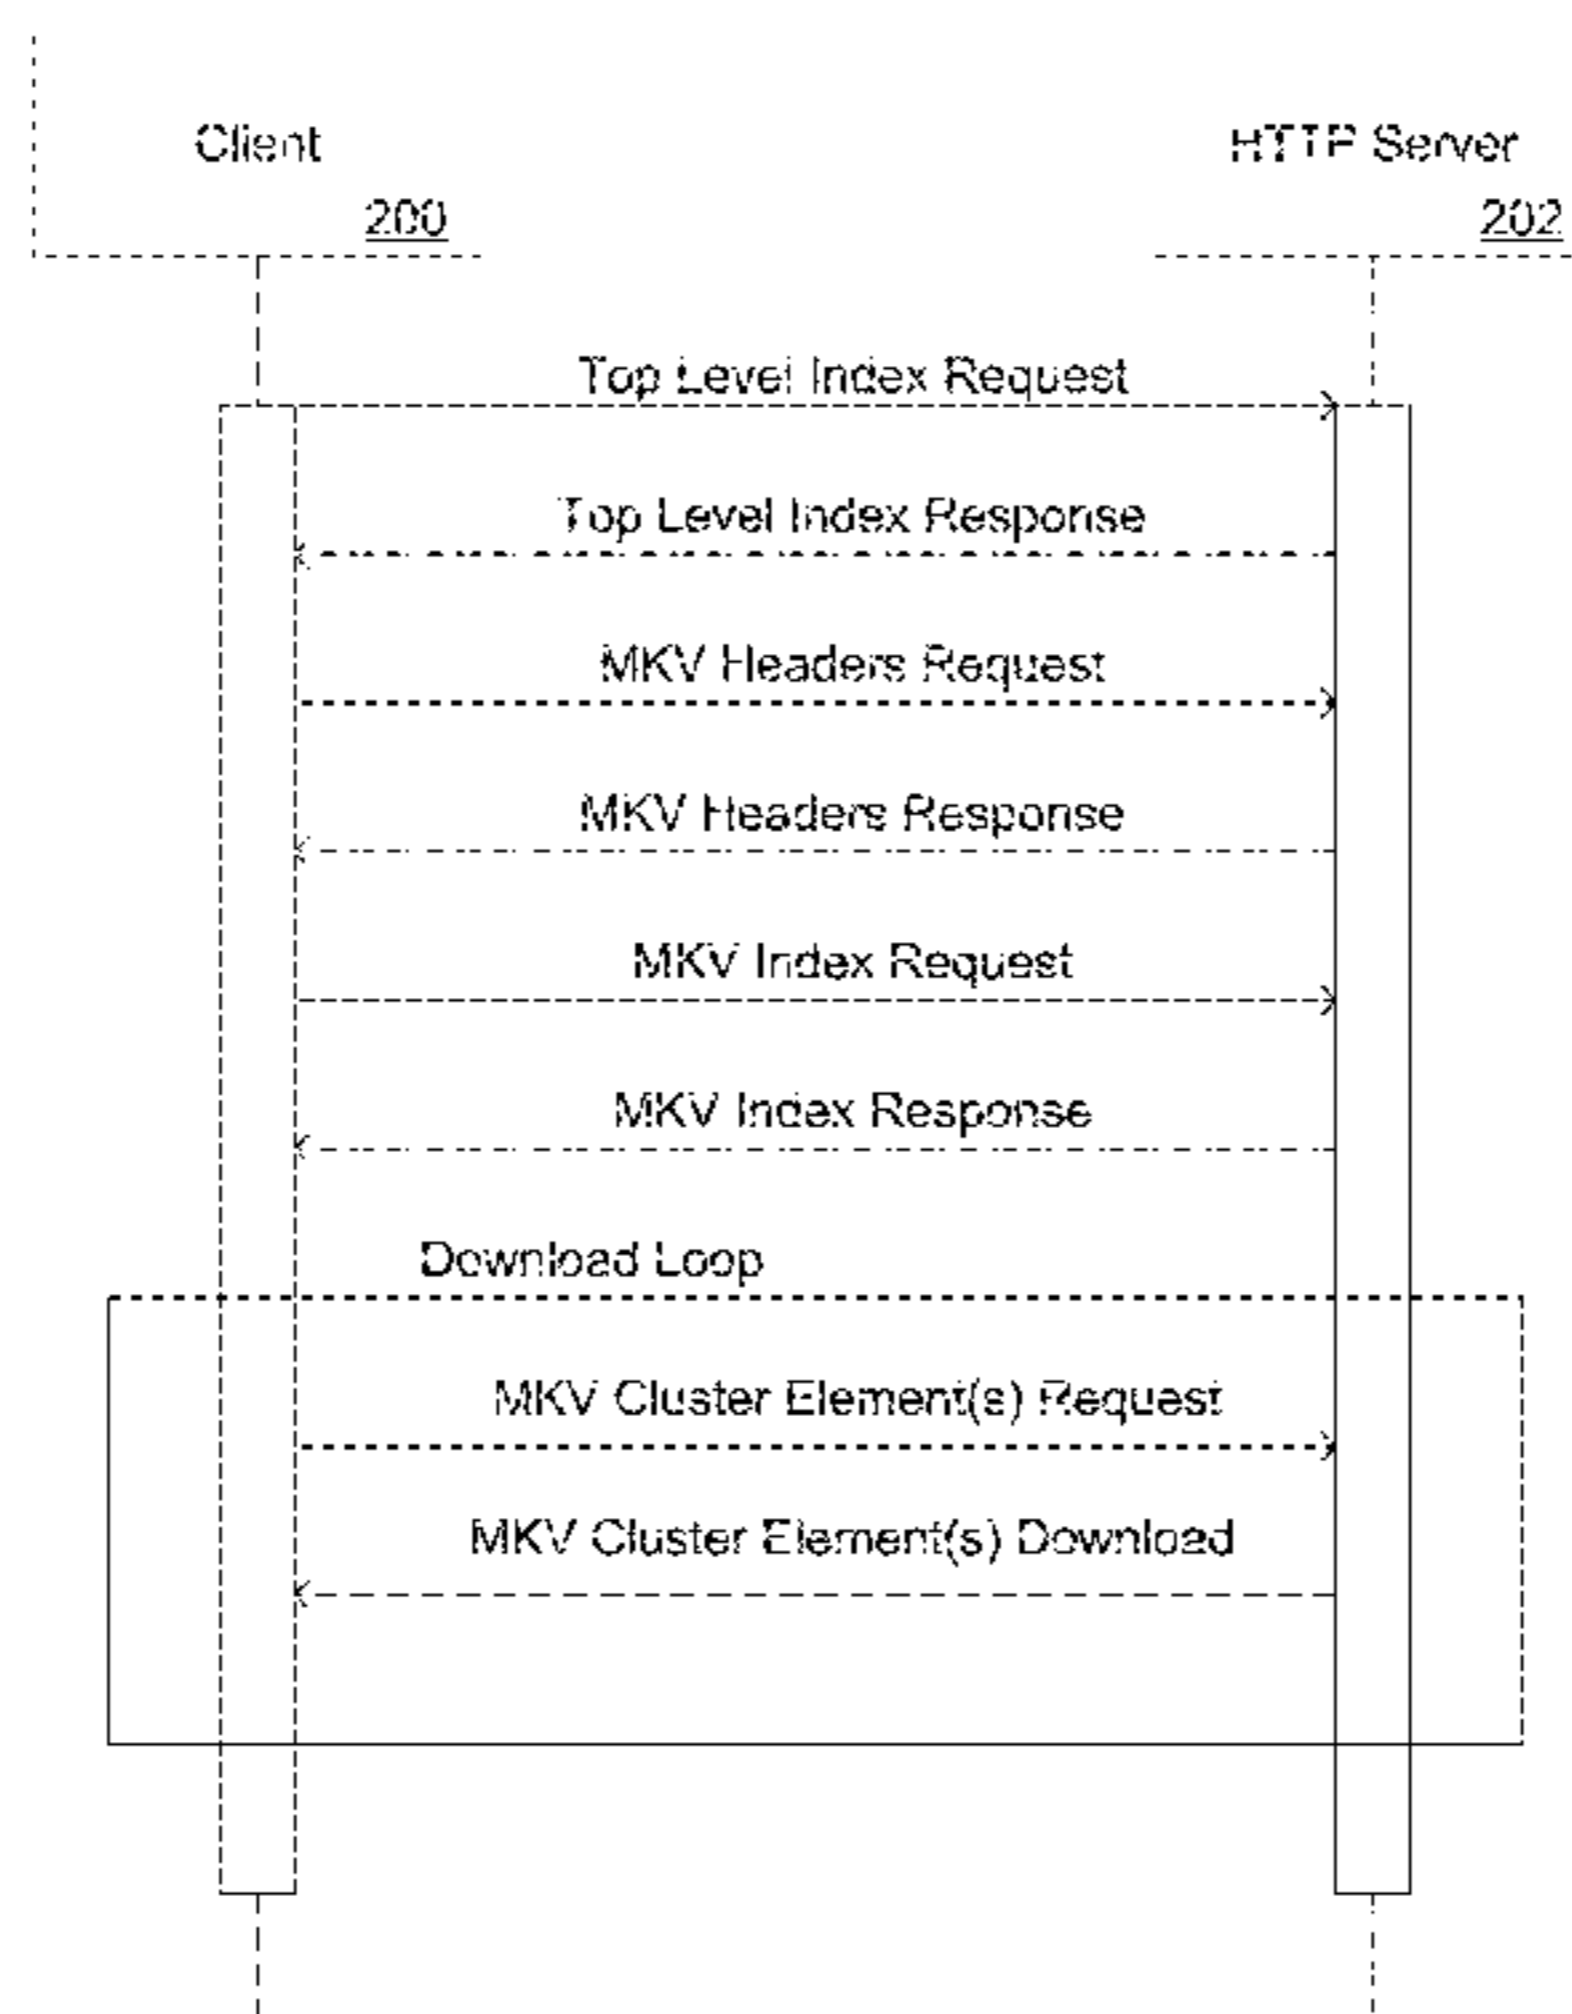 Client
HTTP Server
200
202
Top Level Index Request
Top Level Index Response
MKV Headers Request
MKV Headers Response
MKV Index Request
MKV Index Response
Download Loop
MKV Cluster Element(s) Request
MKV Cluster Element(s) Download